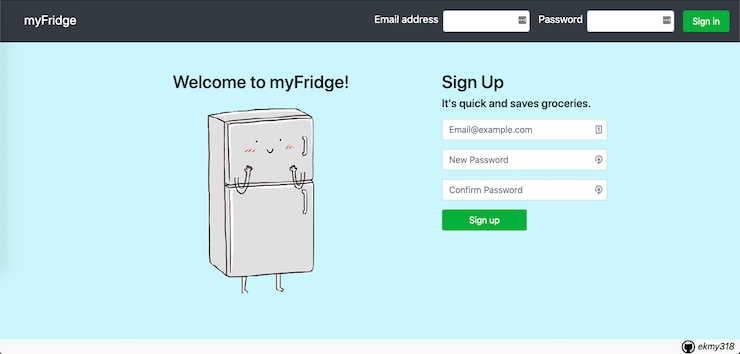 myFridge
Email address
Password
Sign in
Welcome to myFridge!
Sign Up
It's quick and saves groceries.
Email@example.com
New Password
Confirm Password
Sign up
ekmy318